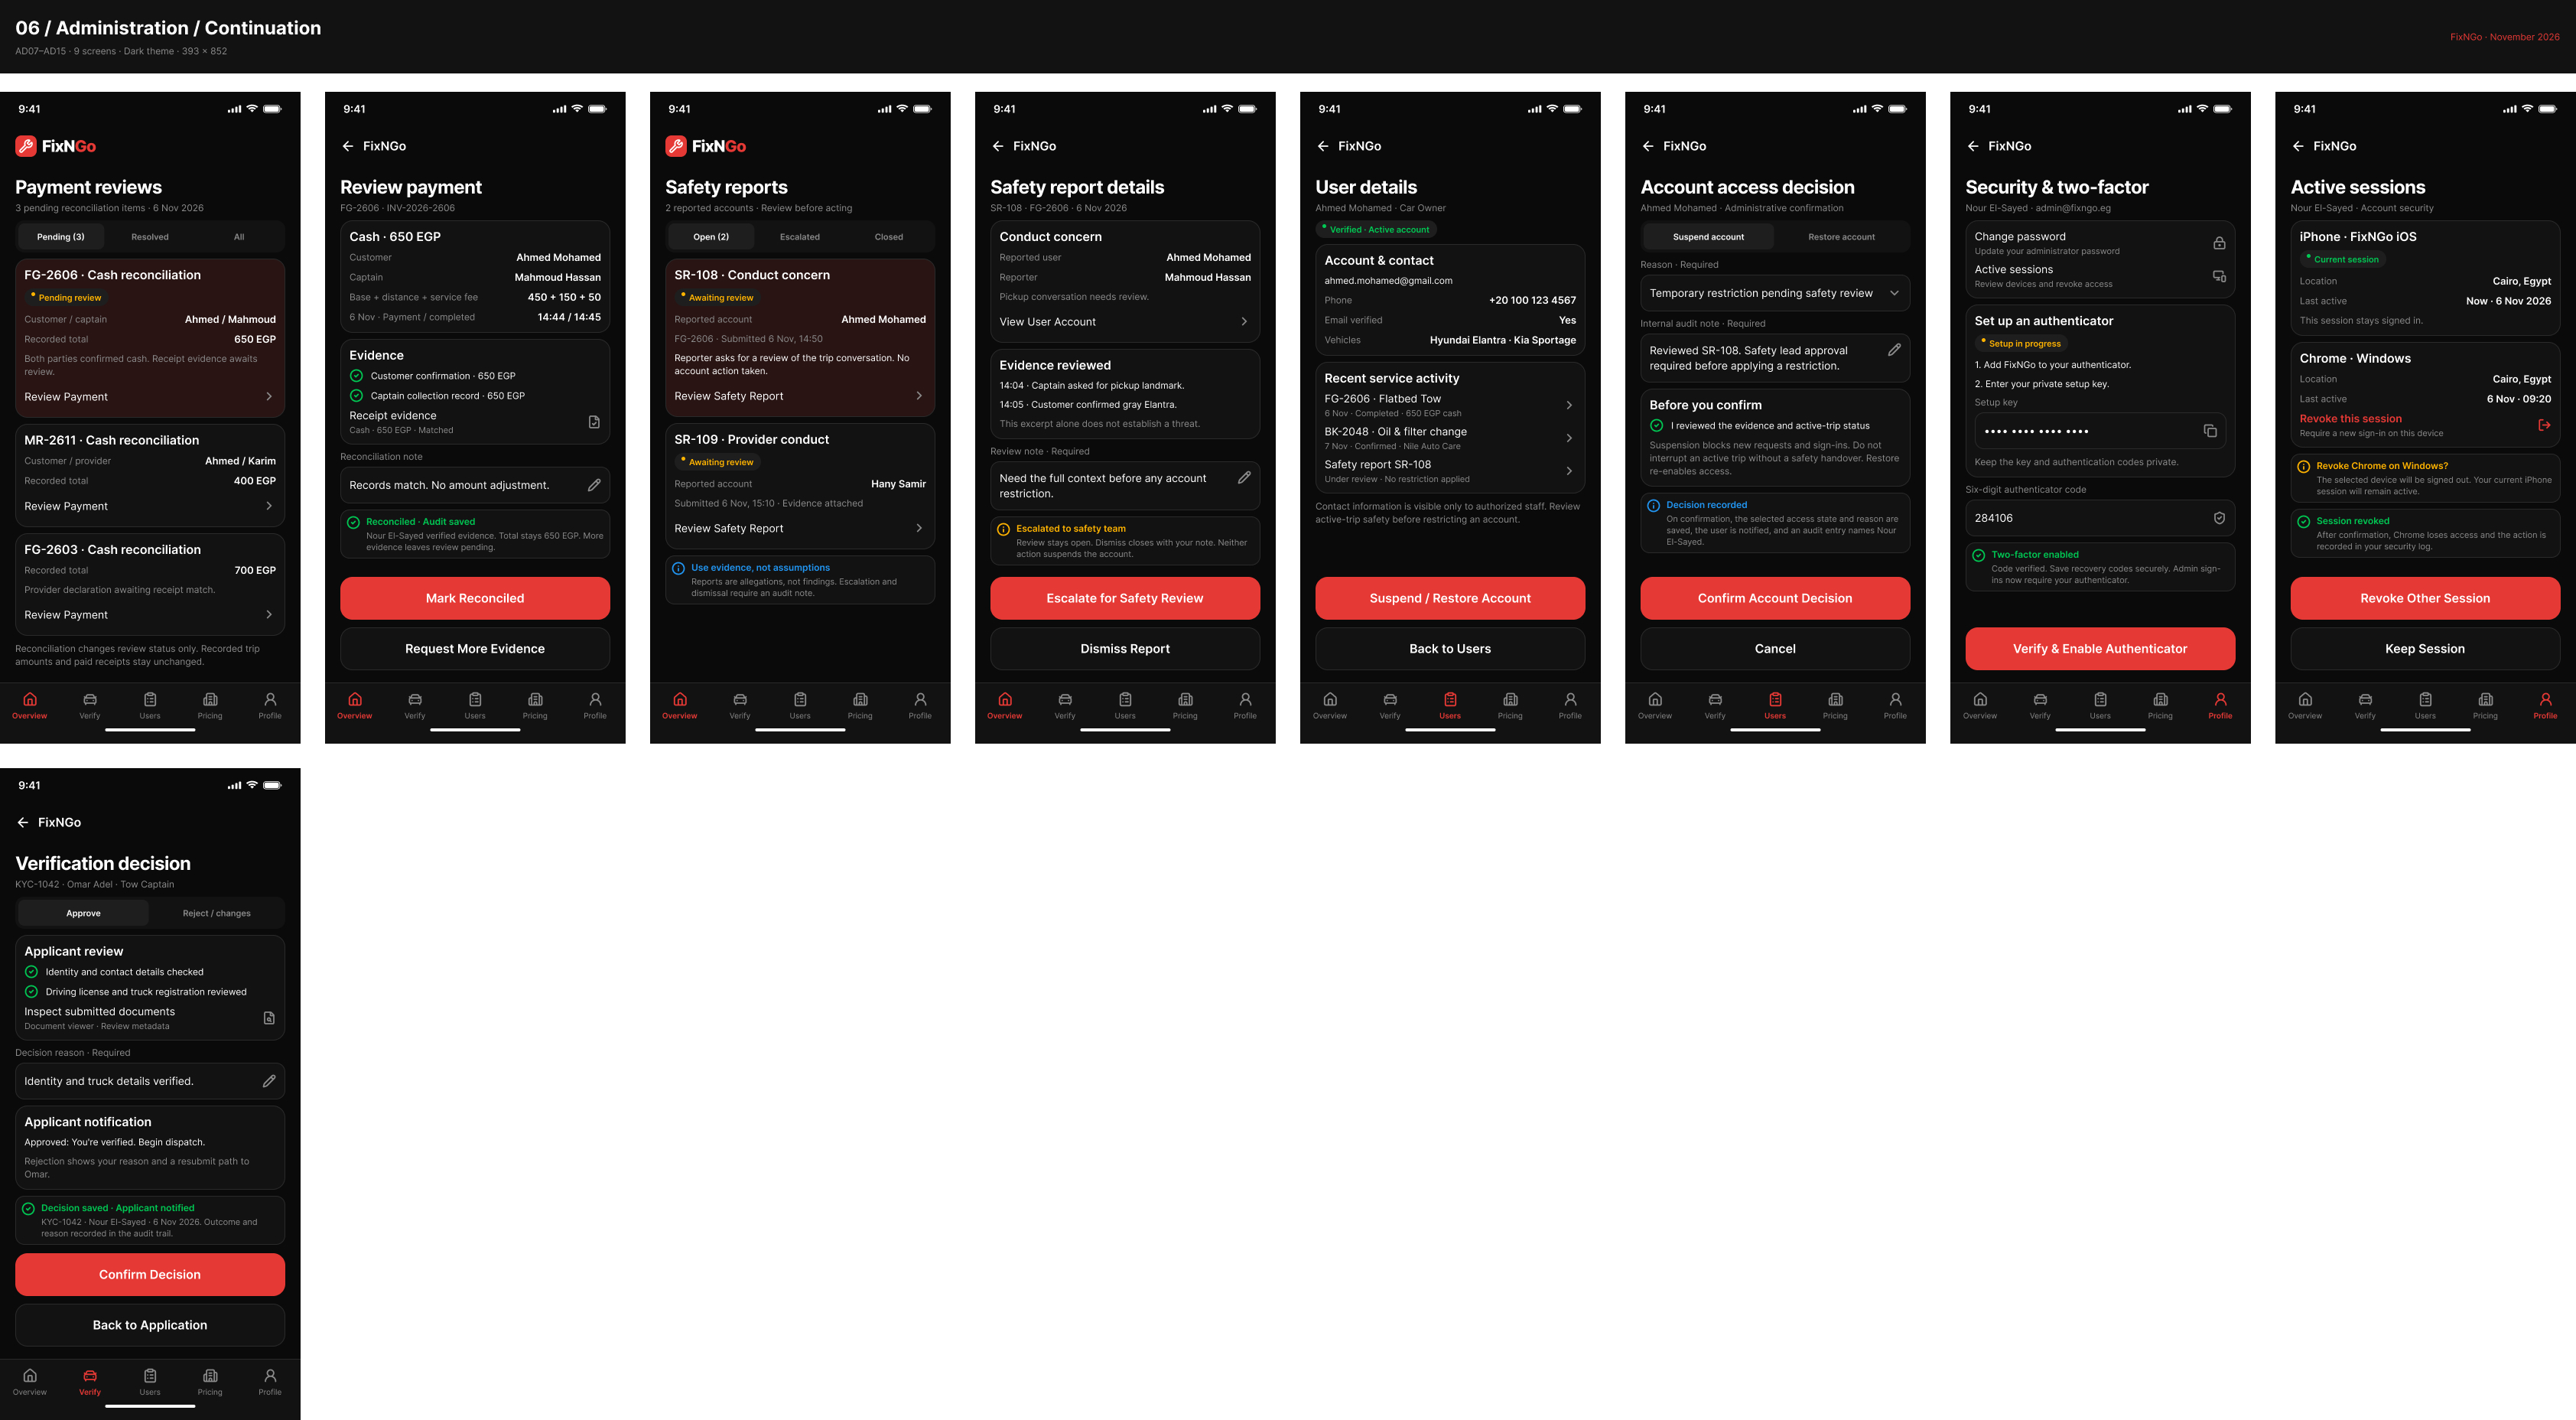 06 / Administration / Continuation
AD07–AD15 · 9 screens · Dark theme · 393 × 852
FixNGo · November 2026
9:41
FixNGo
Payment reviews
3 pending reconciliation items · 6 Nov 2026
Pending (3) Resolved All
FG-2606 · Cash reconciliation
Pending review
Customer / captain Ahmed / Mahmoud
Recorded total 650 EGP
Both parties confirmed cash. Receipt evidence awaits
review.
Review Payment
MR-2611 · Cash reconciliation
Customer / provider Ahmed / Karim
Recorded total 400 EGP
Review Payment
FG-2603 · Cash reconciliation
Recorded total 700 EGP
Provider declaration awaiting receipt match.
Review Payment
Reconciliation changes review status only. Recorded trip
amounts and paid receipts stay unchanged.
Overview Verify Users Pricing Profile
9:41
FixNGo
Review payment
FG-2606 · INV-2026-2606
Cash · 650 EGP
Customer Ahmed Mohamed
Captain Mahmoud Hassan
Base + distance + service fee 450 + 150 + 50
6 Nov · Payment / completed 14:44 / 14:45
Evidence
Customer confirmation · 650 EGP
Captain collection record · 650 EGP
Receipt evidence
Cash · 650 EGP · Matched
Reconciliation note
Records match. No amount adjustment.
Reconciled · Audit saved
Nour El-Sayed verified evidence. Total stays 650 EGP. More
evidence leaves review pending.
Mark Reconciled
Request More Evidence
Overview Verify Users Pricing Profile
9:41
FixNGo
Safety reports
2 reported accounts · Review before acting
Open (2) Escalated Closed
SR-108 · Conduct concern
Awaiting review
Reported account Ahmed Mohamed
FG-2606 · Submitted 6 Nov, 14:50
Reporter asks for a review of the trip conversation. No
account action taken.
Review Safety Report
SR-109 · Provider conduct
Awaiting review
Reported account Hany Samir
Submitted 6 Nov, 15:10 · Evidence attached
Review Safety Report
Use evidence, not assumptions
Reports are allegations, not findings. Escalation and
dismissal require an audit note.
Overview Verify Users Pricing Profile
9:41
FixNGo
Safety report details
SR-108 · FG-2606 · 6 Nov 2026
Conduct concern
Reported user Ahmed Mohamed
Reporter Mahmoud Hassan
Pickup conversation needs review.
View User Account
Evidence reviewed
14:04 · Captain asked for pickup landmark.
14:05 · Customer confirmed gray Elantra.
This excerpt alone does not establish a threat.
Review note · Required
Need the full context before any account
restriction.
Escalated to safety team
Review stays open. Dismiss closes with your note. Neither
action suspends the account.
Escalate for Safety Review
Dismiss Report
Overview Verify Users Pricing Profile
9:41
FixNGo
User details
Ahmed Mohamed · Car Owner
Verified · Active account
Account & contact
ahmed.mohamed@gmail.com
Phone +20 100 123 4567
Email verified Yes
Vehicles Hyundai Elantra · Kia Sportage
Recent service activity
FG-2606 · Flatbed Tow
6 Nov · Completed · 650 EGP cash
BK-2048 · Oil & filter change
7 Nov · Confirmed · Nile Auto Care
Safety report SR-108
Under review · No restriction applied
Contact information is visible only to authorized staff. Review
active-trip safety before restricting an account.
Suspend / Restore Account
Back to Users
Overview Verify Users Pricing Profile
9:41
FixNGo
Account access decision
Ahmed Mohamed · Administrative confirmation
Suspend account Restore account
Reason · Required
Temporary restriction pending safety review
Internal audit note · Required
Reviewed SR-108. Safety lead approval
required before applying a restriction.
Before you confirm
I reviewed the evidence and active-trip status
Suspension blocks new requests and sign-ins. Do not
interrupt an active trip without a safety handover. Restore
re-enables access.
Decision recorded
On confirmation, the selected access state and reason are
saved, the user is notified, and an audit entry names Nour
El-Sayed.
Confirm Account Decision
Cancel
Overview Verify Users Pricing Profile
9:41
FixNGo
Security & two-factor
Nour El-Sayed · admin@fixngo.eg
Change password
Update your administrator password
Active sessions
Review devices and revoke access
Set up an authenticator
Setup in progress
1. Add FixNGo to your authenticator.
2. Enter your private setup key.
Setup key
•••• •••• •••• ••••
Keep the key and authentication codes private.
Six-digit authenticator code
284106
Two-factor enabled
Code verified. Save recovery codes securely. Admin sign-
ins now require your authenticator.
Verify & Enable Authenticator
Overview Verify Users Pricing Profile
9:41
FixNGo
Active sessions
Nour El-Sayed · Account security
iPhone · FixNGo iOS
Current session
Location Cairo, Egypt
Last active Now · 6 Nov 2026
This session stays signed in.
Chrome · Windows
Location Cairo, Egypt
Last active 6 Nov · 09:20
Revoke this session
Require a new sign-in on this device
Revoke Chrome on Windows?
The selected device will be signed out. Your current iPhone
session will remain active.
Session revoked
After confirmation, Chrome loses access and the action is
recorded in your security log.
Revoke Other Session
Keep Session
Overview Verify Users Pricing Profile
9:41
FixNGo
Verification decision
KYC-1042 · Omar Adel · Tow Captain
Approve Reject / changes
Applicant review
Identity and contact details checked
Driving license and truck registration reviewed
Inspect submitted documents
Document viewer · Review metadata
Decision reason · Required
Identity and truck details verified.
Applicant notification
Approved: You're verified. Begin dispatch.
Rejection shows your reason and a resubmit path to
Omar.
Decision saved · Applicant notified
KYC-1042 · Nour El-Sayed · 6 Nov 2026. Outcome and
reason recorded in the audit trail.
Confirm Decision
Back to Application
Overview Verify Users Pricing Profile